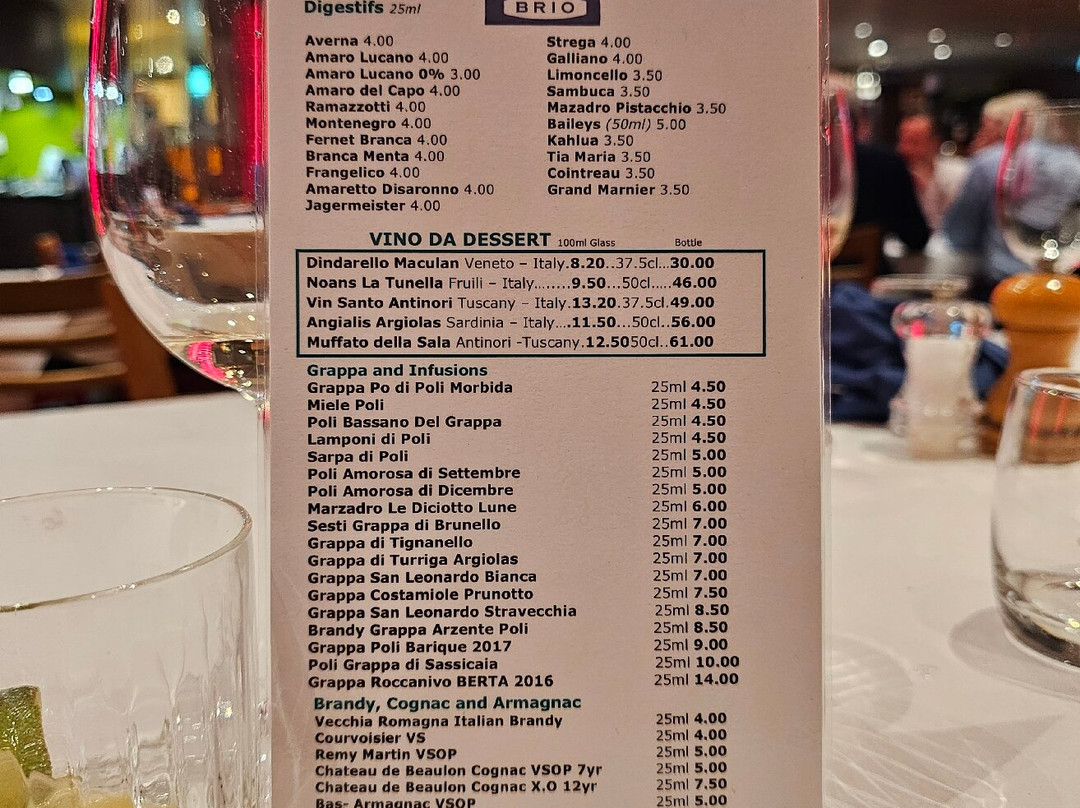 Digestifs 25ml
BRIO
Averna 4.00
Amaro Lucano 4.00
Amaro Lucano 0% 3.00
Amaro del Capo 4.00
Ramazzotti 4.00
Montenegro 4.00
Fernet Branca 4.00
Branca Menta 4.00
Frangelico 4.00
Amaretto Disaronno 4.00
Jagermeister 4.00
Strega 4.00
Galliano 4.00
Limoncello 3.50
Sambuca 3.50
Mazadro Pistacchio 3.50
Baileys (50ml) 5.00
Kahlua 3.50
Tia Maria 3.50
Cointreau 3.50
Grand Marnier 3.50
VINO DA DESSERT 100ml Glass Bottle
Dindarello Maculan Veneto – Italy.8.20..37.5cl...30.00
Noans La Tunella Fruili – Italy.......9.50...50cl....46.00
Vin Santo Antinori Tuscany – Italy.13.20.37.5cl.49.00
Angialis Argiolas Sardinia – Italy....11.50...50cl..56.00
Muffato della Sala Antinori -Tuscany.12.5050cl..61.00
Grappa and Infusions
Grappa Po di Poli Morbida 25ml 4.50
Miele Poli 25ml 4.50
Poli Bassano Del Grappa 25ml 4.50
Lamponi di Poli 25ml 4.50
Sarpa di Poli 25ml 5.00
Poli Amorosa di Settembre 25ml 5.00
Poli Amorosa di Dicembre 25ml 5.00
Marzadro Le Diciotto Lune 25ml 6.00
Sesti Grappa di Brunello 25ml 7.00
Grappa di Tignanello 25ml 7.00
Grappa di Turriga Argiolas 25ml 7.00
Grappa San Leonardo Bianca 25ml 7.00
Grappa Costamiole Prunotto 25ml 7.50
Grappa San Leonardo Stravecchia 25ml 8.50
Brandy Grappa Arzente Poli 25ml 8.50
Grappa Poli Barique 2017 25ml 9.00
Poli Grappa di Sassicaia 25ml 10.00
Grappa Roccanivo BERTA 2016 25ml 14.00
Brandy, Cognac and Armagnac
Vecchia Romagna Italian Brandy 25ml 4.00
Courvoisier VS 25ml 4.00
Remy Martin VSOP 25ml 5.00
Chateau de Beaulon Cognac VSOP 7yr 25ml 5.00
Chateau de Beaulon Cognac X.O 12yr 25ml 7.50
Bas- Armagnac VSOP 25ml 5.00